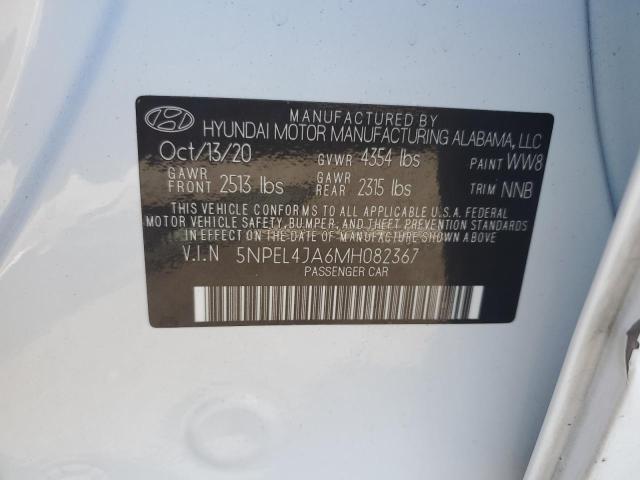 MANUFACTURED BY
HYUNDAI MOTOR MANUFACTURING ALABAMA, LLC
Oct/13/20 GVWR 4354 lbs PAINT WW8
GAWR FRONT 2513 lbs GAWR REAR 2315 lbs TRIM NNB
THIS VEHICLE CONFORMS TO ALL APPLICABLE U.S.A. FEDERAL
MOTOR VEHICLE SAFETY, BUMPER, AND THEFT PREVENTION STANDARDS
IN EFFECT ON THE DATE OF MANUFACTURE SHOWN ABOVE
V.I.N 5NPEL4JA6MH082367
PASSENGER CAR